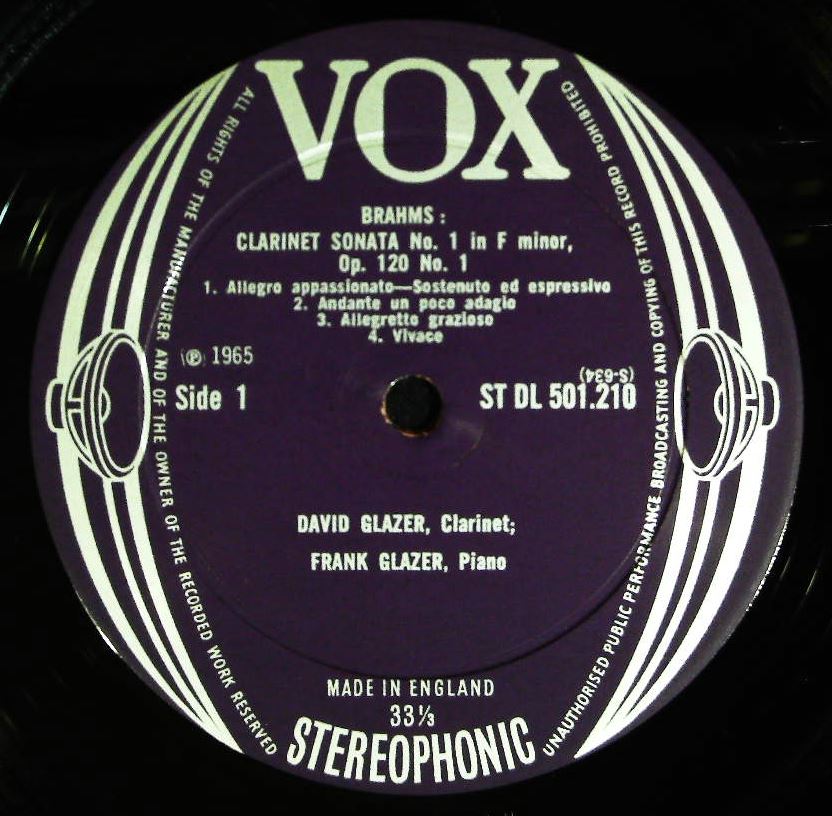 VOX
BRAHMS :
CLARINET SONATA No. 1 in F minor,
Op. 120 No. 1
1. Allegro appassionato—Sostenuto ed espressivo
2. Andante un poco adagio
3. Allegretto grazioso
4. Vivace
℗ 1965
(S-634)
Side 1
ST DL 501.210
DAVID GLAZER, Clarinet;
FRANK GLAZER, Piano
MADE IN ENGLAND
33⅓
STEREOPHONIC
ALL RIGHTS OF THE MANUFACTURER AND OF THE OWNER OF THE RECORDED WORK RESERVED
UNAUTHORISED PUBLIC PERFORMANCE BROADCASTING AND COPYING OF THIS RECORD PROHIBITED